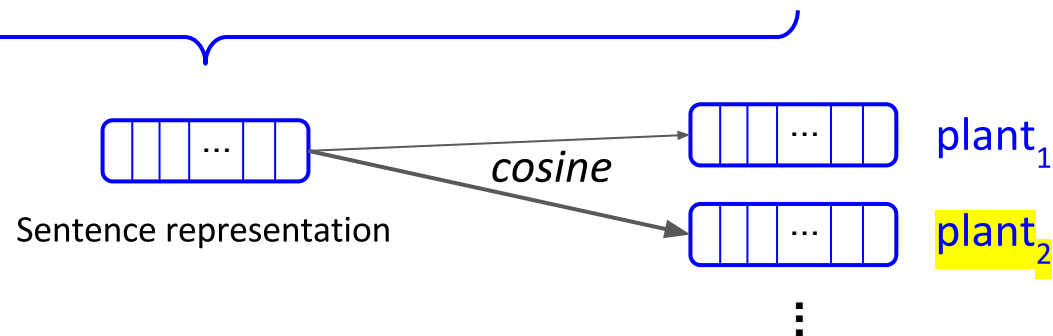 ... ... plant₁
cosine
Sentence representation ... plant₂
⋮